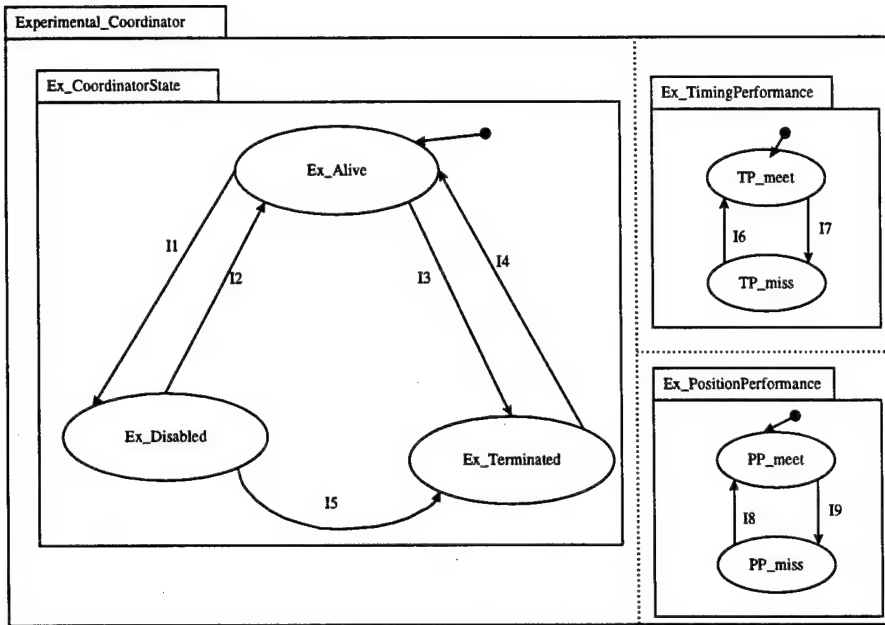 Experimental_Coordinator
Ex_CoordinatorState
Ex_Alive
I1
I2
I3
I4
Ex_Disabled
Ex_Terminated
I5
Ex_TimingPerformance
TP_meet
I6
I7
TP_miss
Ex_PositionPerformance
PP_meet
I8
I9
PP_miss